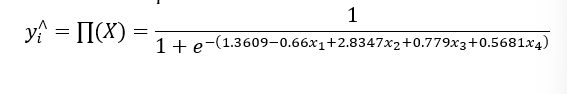 y_i^∧ = ∏(X) = 1 / (1 + e^−(1.3609−0.66x₁+2.8347x₂+0.779x₃+0.5681x₄))